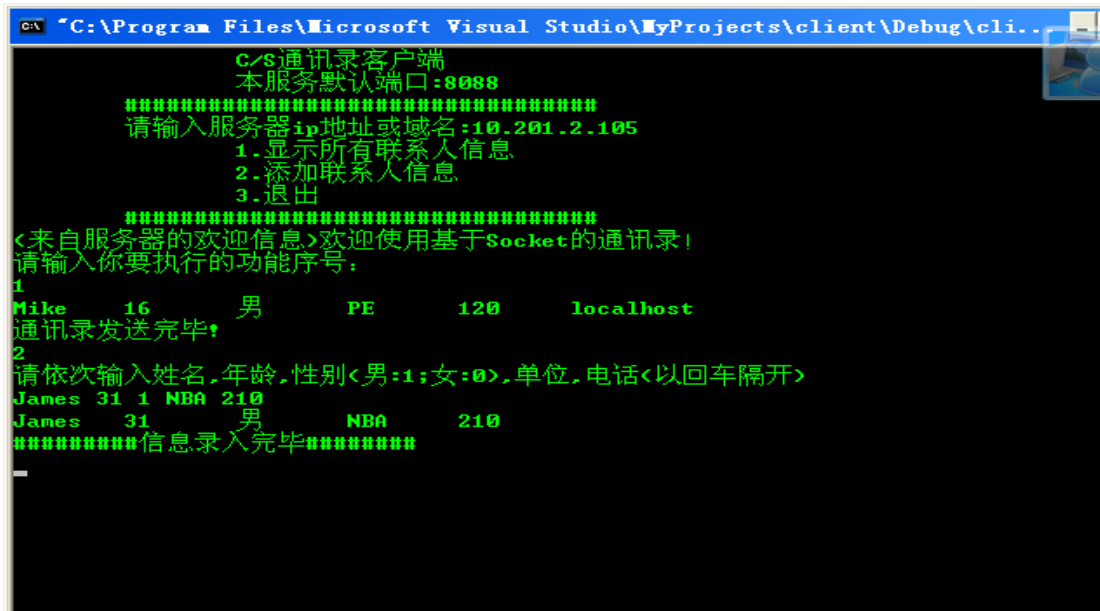 "C:\Program Files\Microsoft Visual Studio\MyProjects\client\Debug\cli...
C/S通讯录客户端
本服务默认端口:8088
##################################
请输入服务器ip地址或域名:10.201.2.105
1.显示所有联系人信息
2.添加联系人信息
3.退出
##################################
<来自服务器的欢迎信息>欢迎使用基于Socket的通讯录!
请输入你要执行的功能序号:
1
Mike 16 男 PE 120 localhost
通讯录发送完毕!
2
请依次输入姓名,年龄,性别<男:1;女:0>,单位,电话<以回车隔开>
James 31 1 NBA 210
James 31 男 NBA 210
#########信息录入完毕########